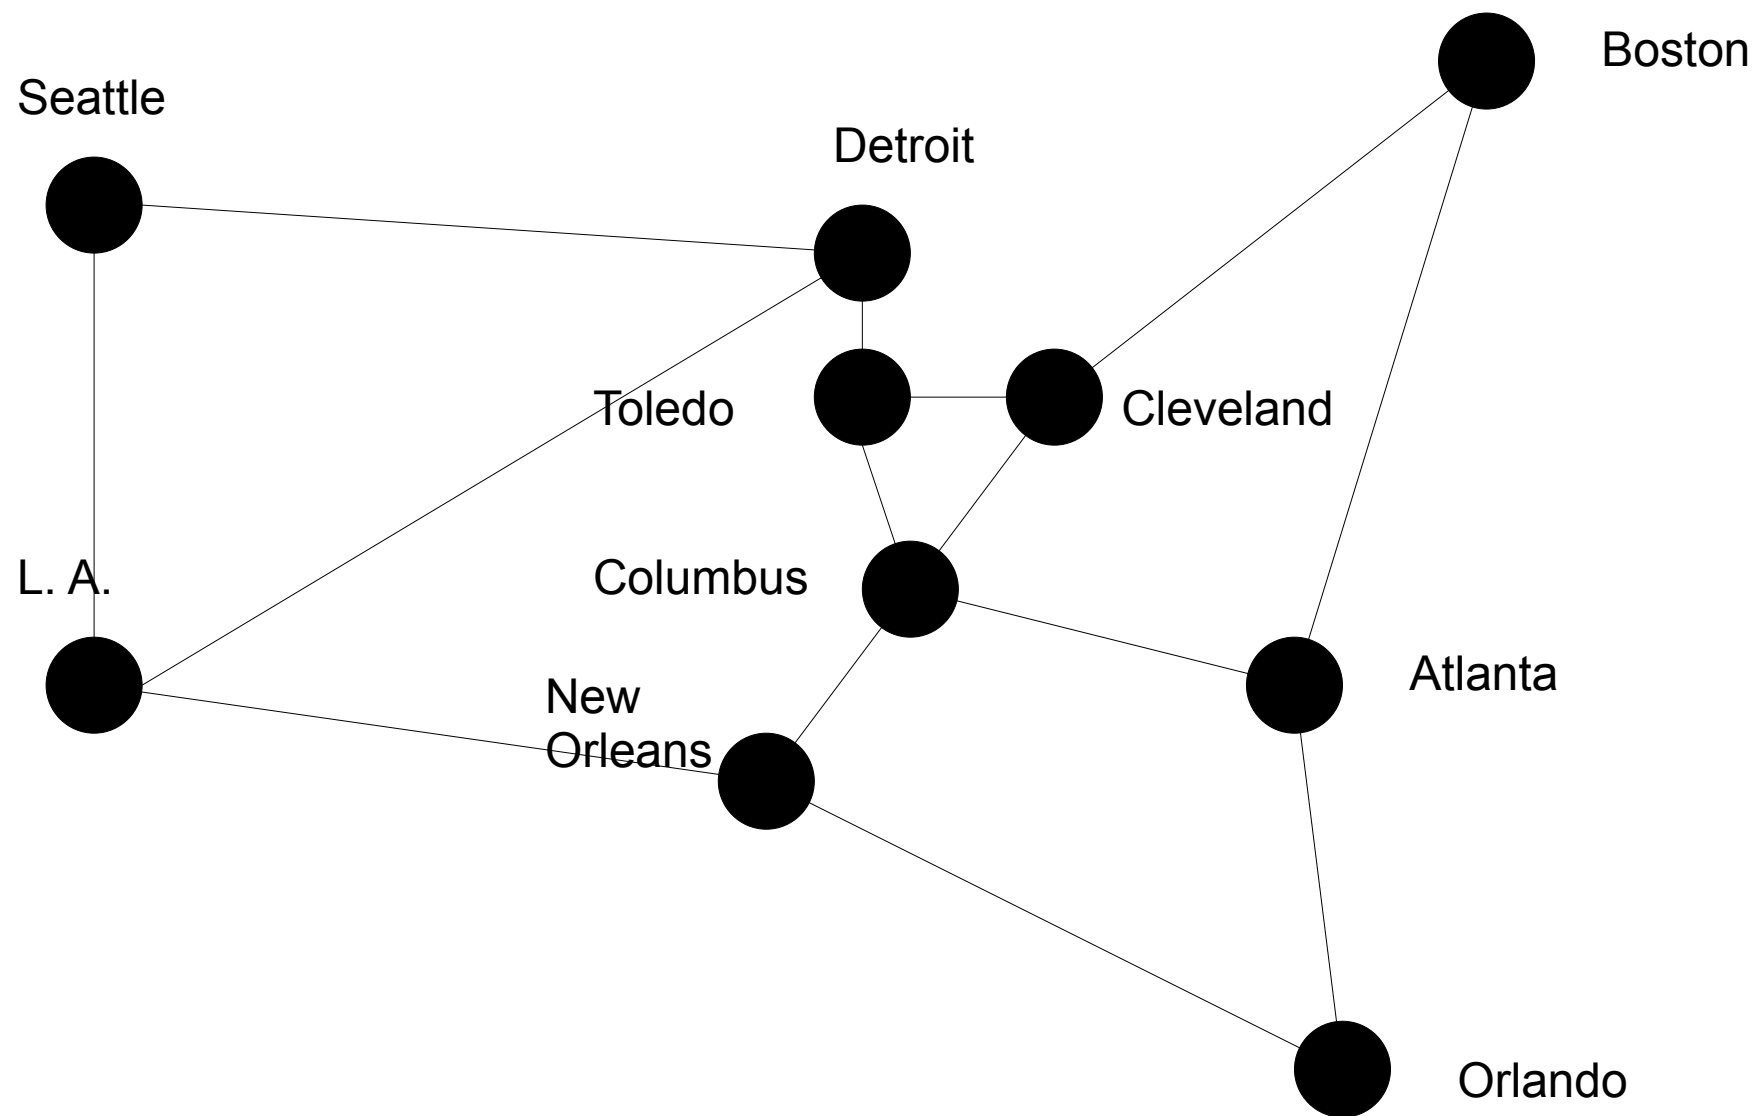 Boston
Seattle
Detroit
Toledo
Cleveland
L. A.
Columbus
Atlanta
New
Orleans
Orlando